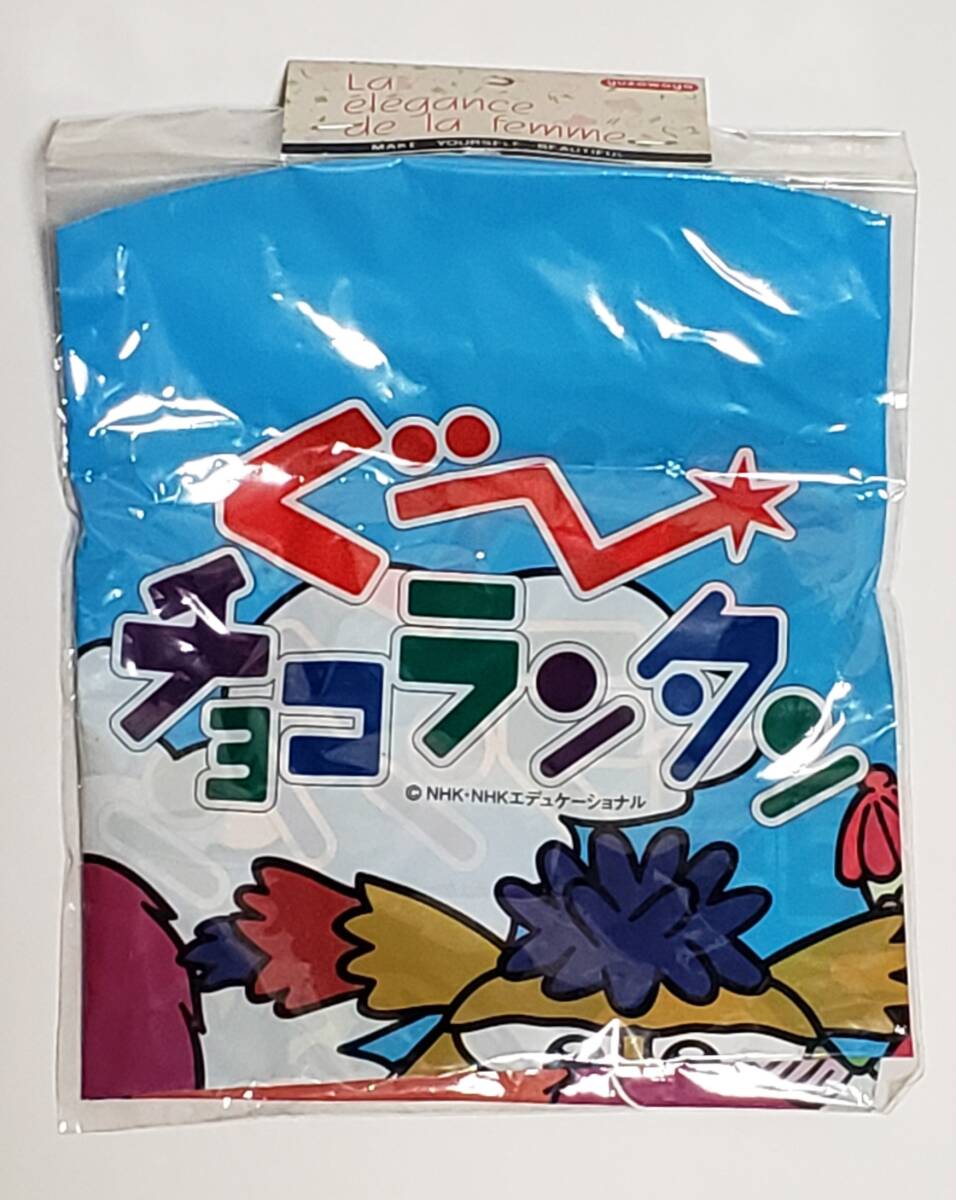 La
élégance
de la femme
yuzawaya
MAKE YOURSELF BEAUTIFUL
ぐ〜
チョコランタン
© NHK・NHKエデュケーショナル